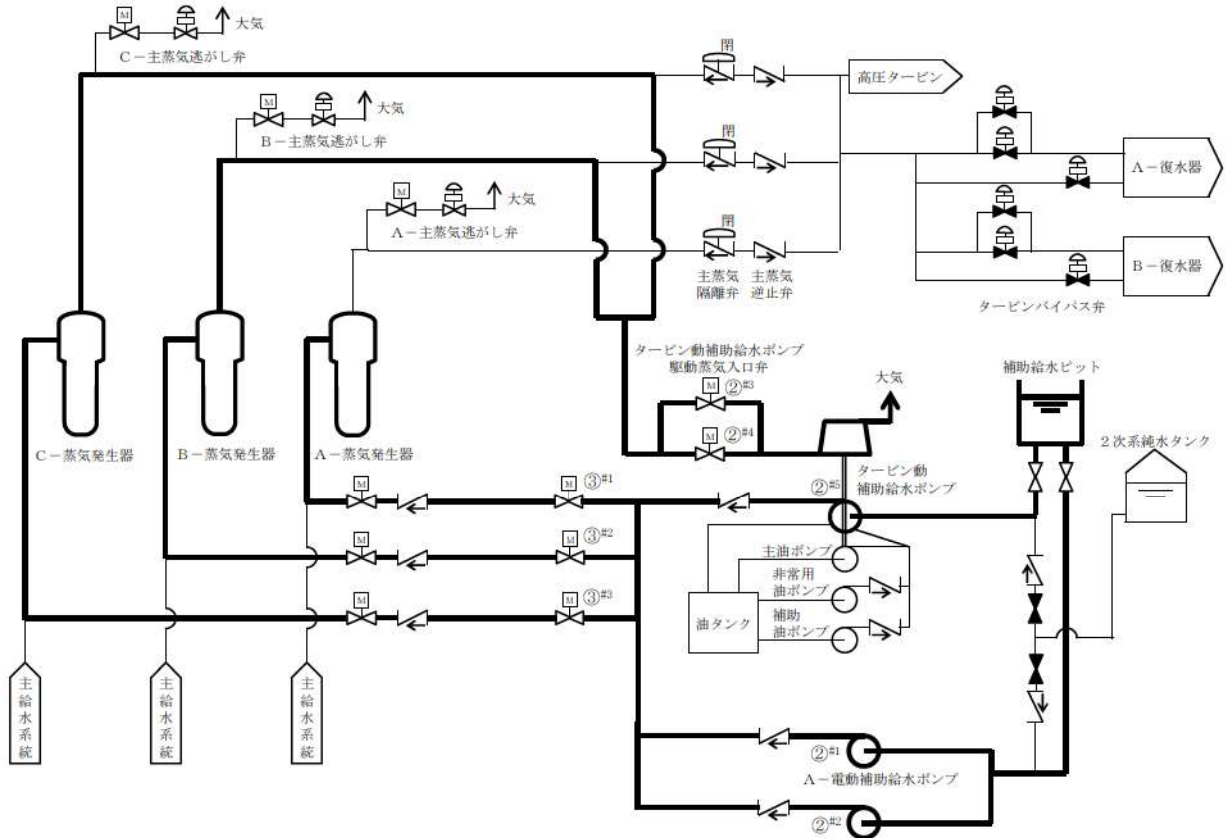 M
大気
C－主蒸気逃がし弁
閉
高圧タービン
M
大気
B－主蒸気逃がし弁
閉
A－復水器
M
大気
A－主蒸気逃がし弁
閉
B－復水器
主蒸気
隔離弁
主蒸気
逆止弁
タービンバイパス弁
タービン動補助給水ポンプ
駆動蒸気入口弁
M
②#3
M
②#4
大気
補助給水ピット
2次系純水タンク
C－蒸気発生器
B－蒸気発生器
A－蒸気発生器
タービン動
補助給水ポンプ
②#5
M
M
③#1
M
M
③#2
M
M
③#3
主油ポンプ
非常用
油ポンプ
補助
油ポンプ
油タンク
主給水系統
主給水系統
主給水系統
②#1
A－電動補助給水ポンプ
②#2